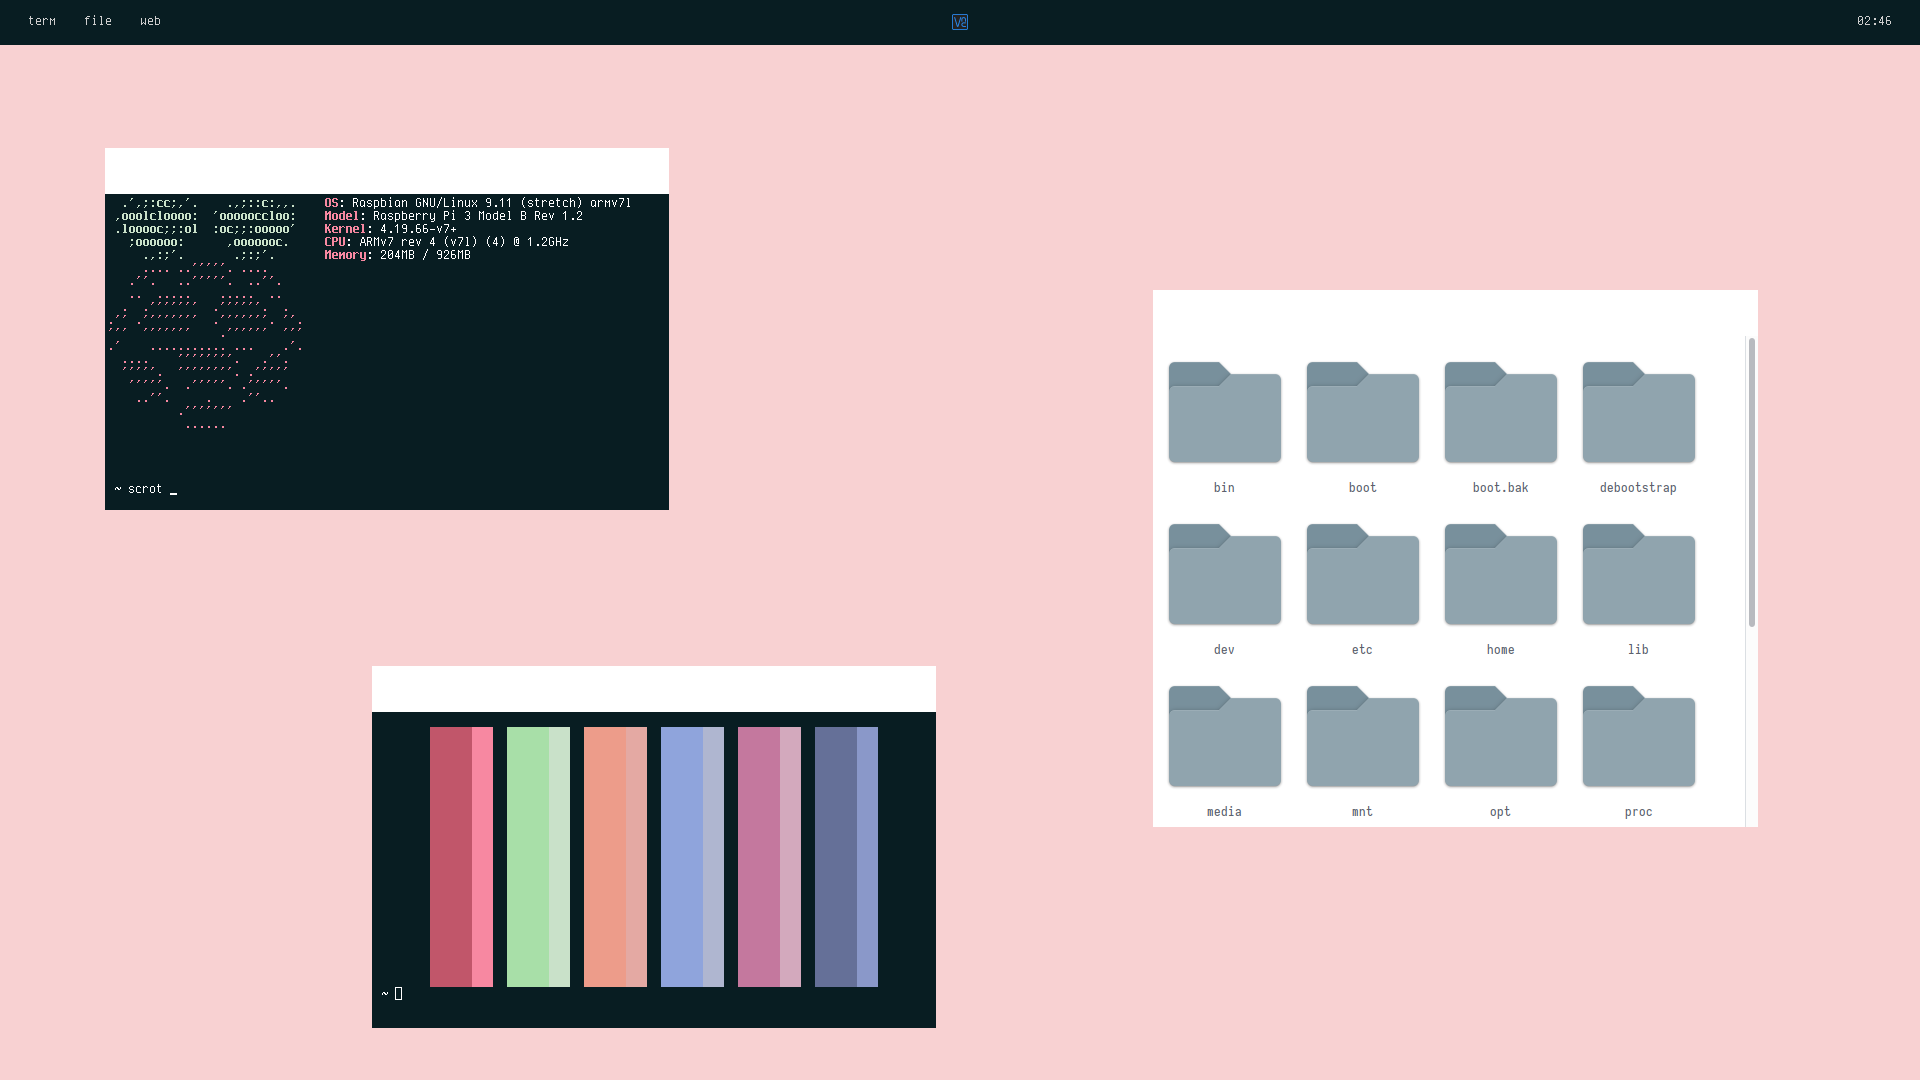 term file web 02:46
OS: Raspbian GNU/Linux 9.11 (stretch) armv7l
Model: Raspberry Pi 3 Model B Rev 1.2
Kernel: 4.19.66-v7+
CPU: ARMv7 rev 4 (v7l) (4) @ 1.2GHz
Memory: 204MB / 926MB
~ scrot _
bin boot boot.bak debootstrap
dev etc home lib
media mnt opt proc
~